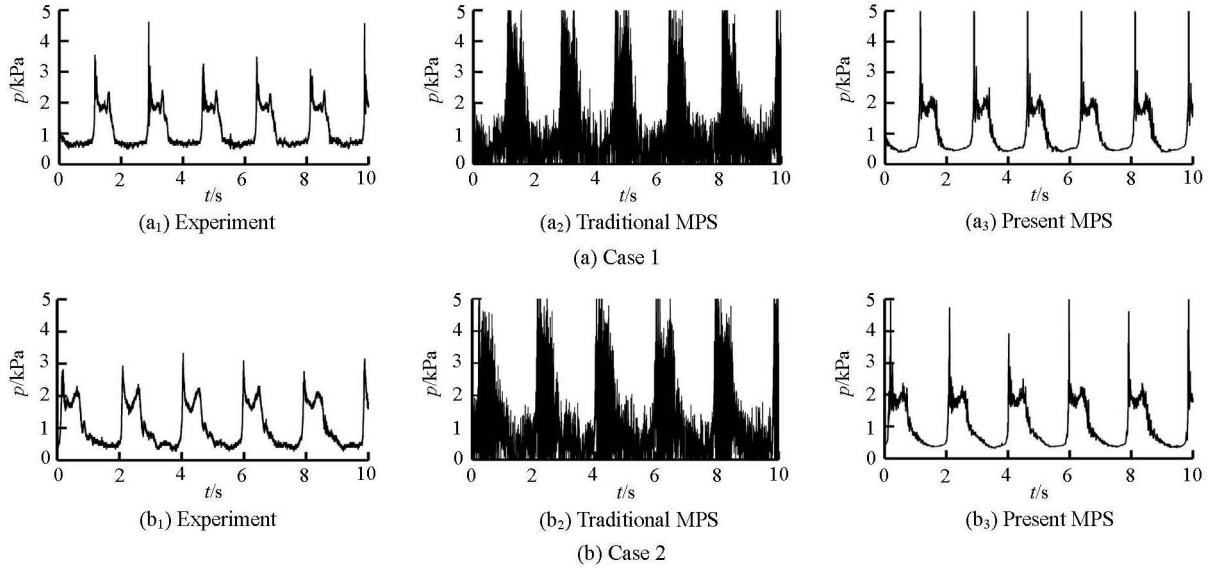 p/kPa
5
4
3
2
1
0
0 2 4 6 8 10
t/s
(a₁) Experiment
p/kPa
5
4
3
2
1
0
0 2 4 6 8 10
t/s
(a₂) Traditional MPS
p/kPa
5
4
3
2
1
0
0 2 4 6 8 10
t/s
(a₃) Present MPS
(a) Case 1
p/kPa
5
4
3
2
1
0
0 2 4 6 8 10
t/s
(b₁) Experiment
p/kPa
5
4
3
2
1
0
0 2 4 6 8 10
t/s
(b₂) Traditional MPS
p/kPa
5
4
3
2
1
0
0 2 4 6 8 10
t/s
(b₃) Present MPS
(b) Case 2